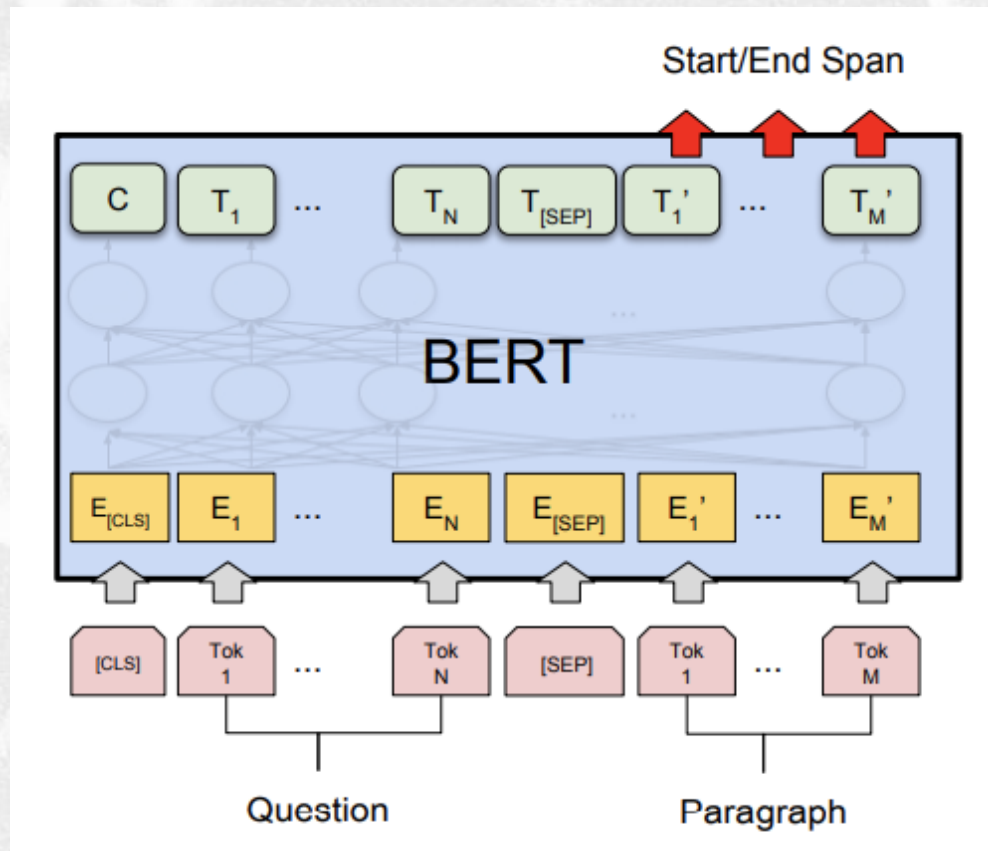 Start/End Span
C T1 ... TN T[SEP] T1' ... TM'
...
BERT
...
E[CLS] E1 ... EN E[SEP] E1' ... EM'
[CLS] Tok 1 ... Tok N [SEP] Tok 1 ... Tok M
Question Paragraph